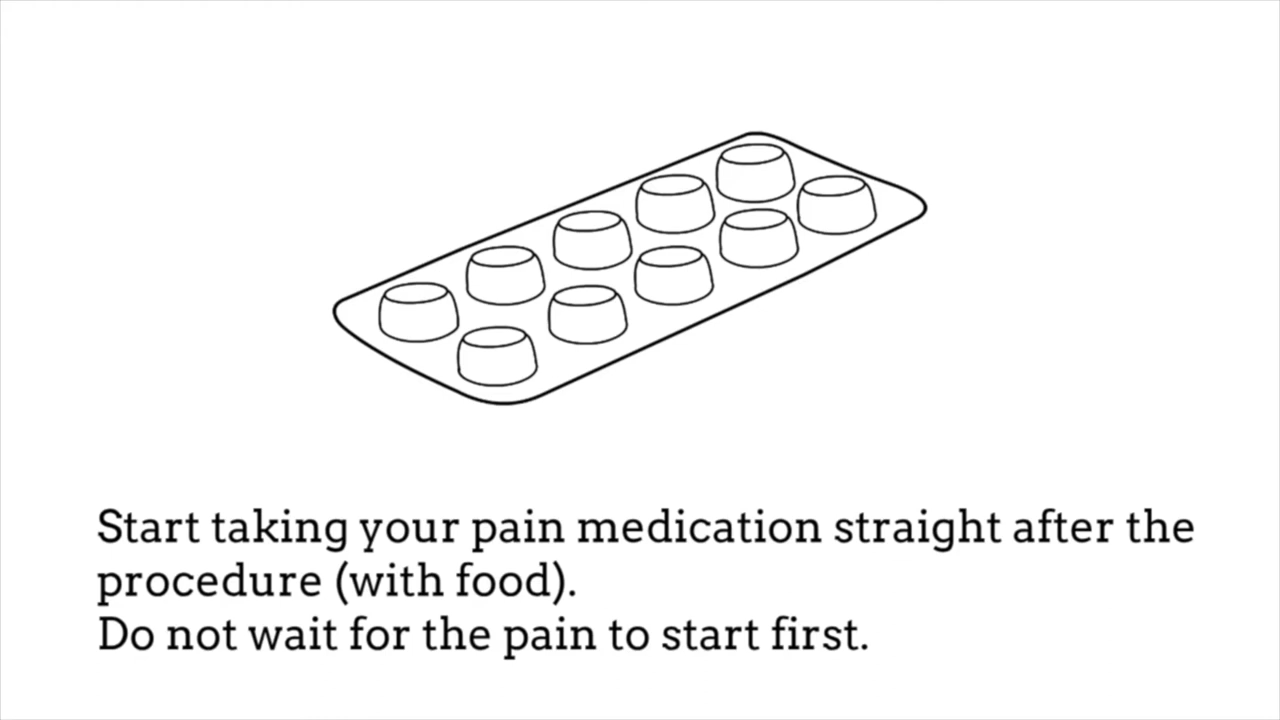 Start taking your pain medication straight after the
procedure (with food).
Do not wait for the pain to start first.